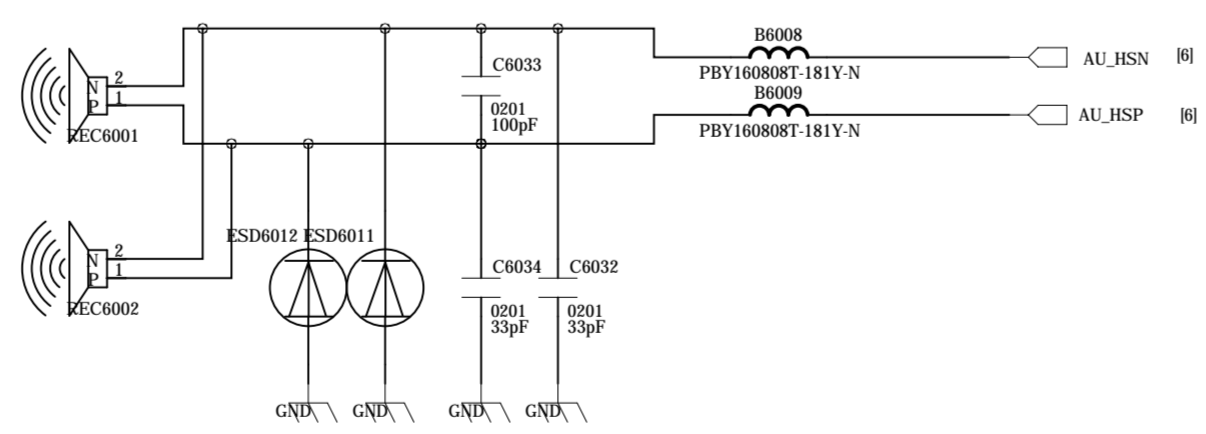 B6008
C6033
AU_HSN [6]
2
PBY160808T-181Y-N
N
B6009
1
P
0201
100pF
AU_HSP [6]
REC6001
PBY160808T-181Y-N
ESD6012 ESD6011
2
N
C6034 C6032
1
P
REC6002
0201 0201
33pF 33pF
GND GND GND GND